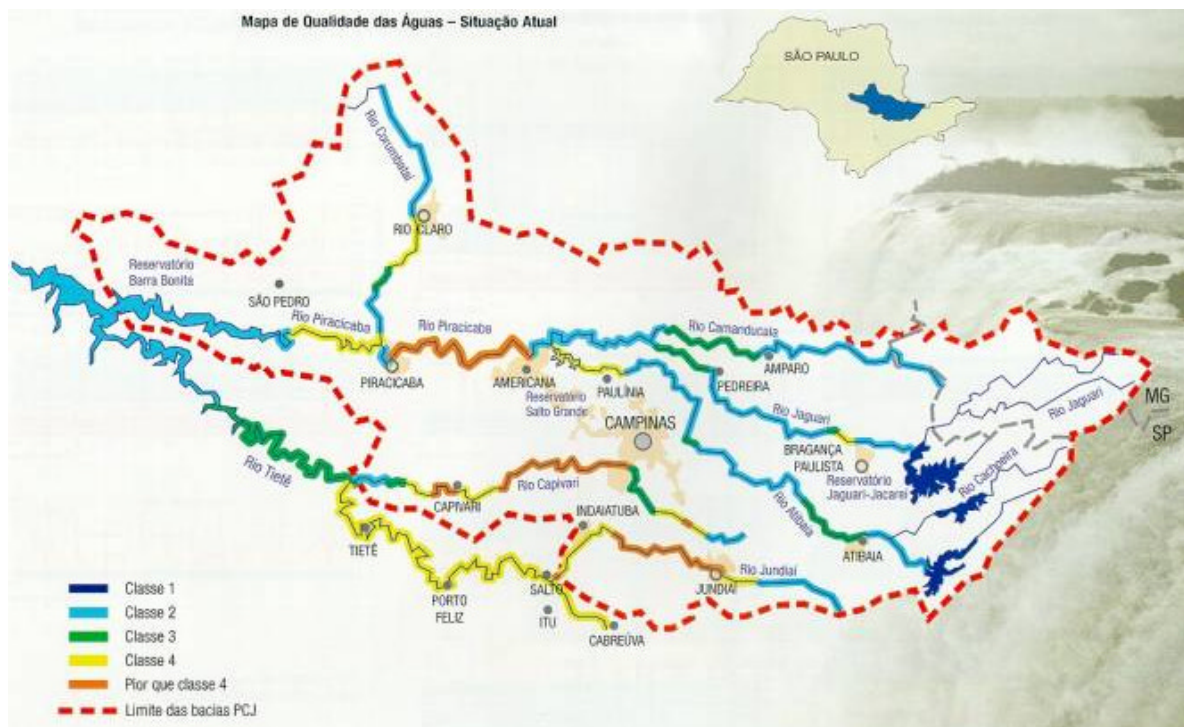 Mapa de Qualidade das Águas – Situação Atual
SÃO PAULO
Rio Corumbataí
RIO CLARO
Reservatório
Barra Bonita
SÃO PEDRO
Rio Piracicaba
Rio Piracicaba
Rio Camanducaia
PIRACICABA
AMERICANA
Reservatório
Salto Grande
PAULÍNIA
PEDREIRA
AMPARO
Rio Jaguari
MG
SP
CAMPINAS
Rio Jaguari
BRAGANÇA
PAULISTA
Reservatório
Jaguari-Jacareí
Rio Cachoeira
Rio Tietê
CAPIVARI
Rio Capivari
INDAIATUBA
Rio Atibaia
ATIBAIA
TIETÊ
PORTO
FELIZ
SALTO
ITU
CABREÚVA
JUNDIAÍ
Rio Jundiaí
Classe 1
Classe 2
Classe 3
Classe 4
Pior que classe 4
Limite das bacias PCJ